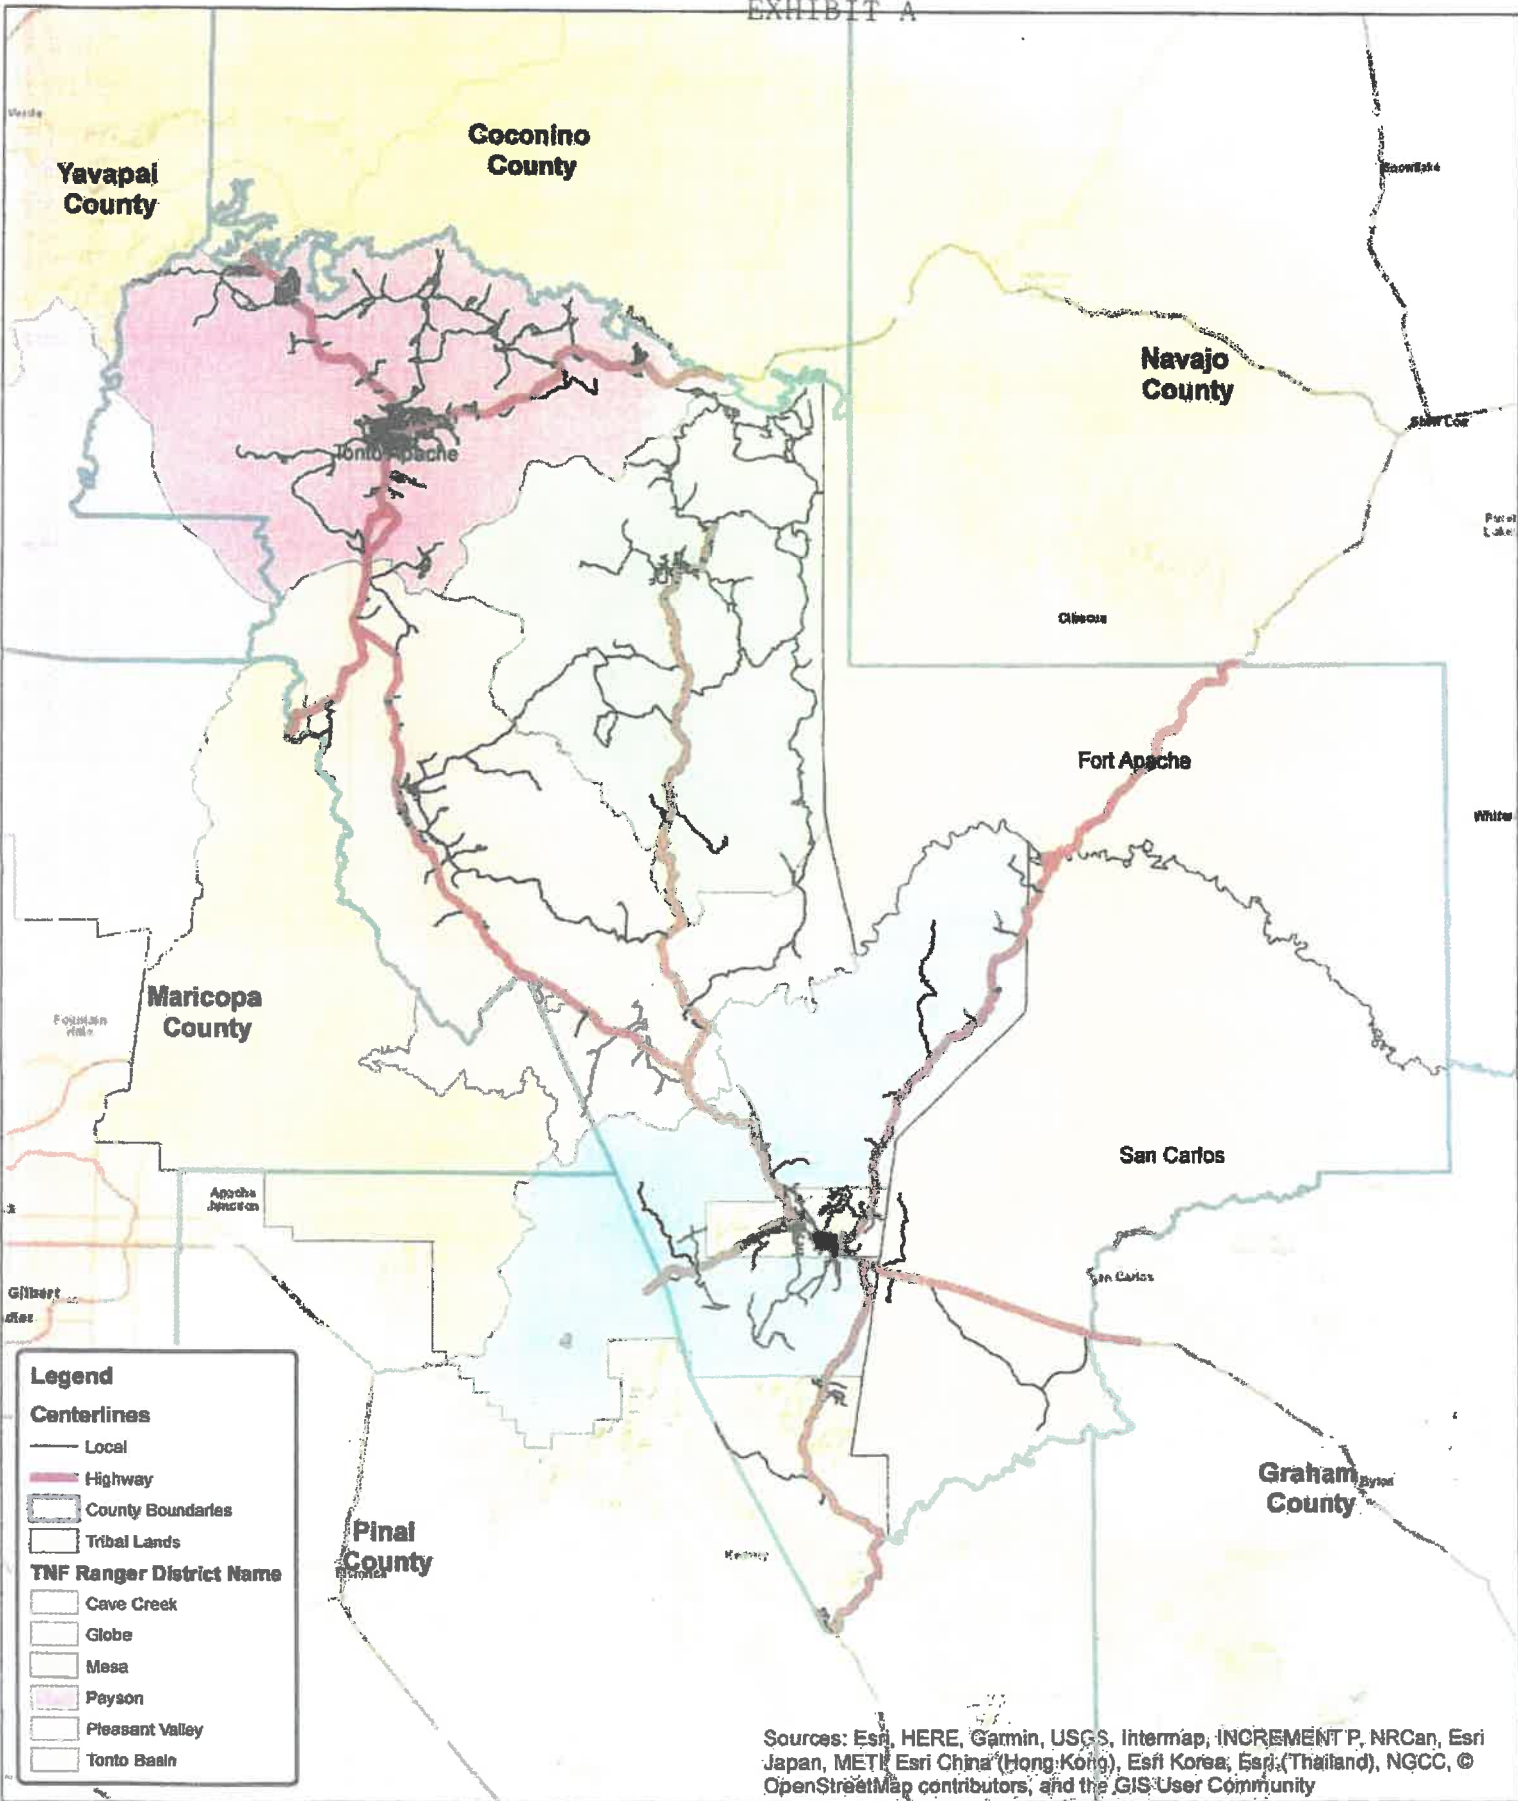 EXHIBIT A
Verde
Coconino
County
Yavapai
County
Snowflake
Navajo
County
Show Low
Tonto Apache
Cibecue
Fort Apache
Maricopa
County
San Carlos
Apache
Junction
San Carlos
Gilbert
Graham
County
Bylas
Pinal
County
Florence
Kearny
Legend
Centerlines
Local
Highway
County Boundaries
Tribal Lands
TNF Ranger District Name
Cave Creek
Globe
Mesa
Payson
Pleasant Valley
Tonto Basin
Sources: Esri, HERE, Garmin, USGS, Intermap, INCREMENT P, NRCan, Esri
Japan, METI, Esri China (Hong Kong), Esri Korea, Esri (Thailand), NGCC, ©
OpenStreetMap contributors, and the GIS User Community